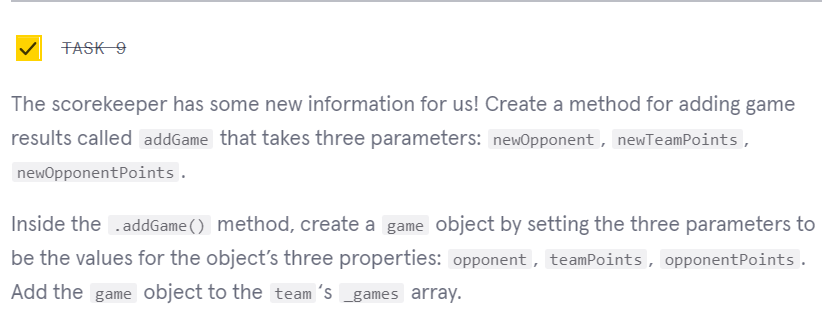 TASK 9
The scorekeeper has some new information for us! Create a method for adding game
results called addGame that takes three parameters: newOpponent, newTeamPoints,
newOpponentPoints.
Inside the .addGame() method, create a game object by setting the three parameters to
be the values for the object’s three properties: opponent, teamPoints, opponentPoints.
Add the game object to the team ‘s _games array.